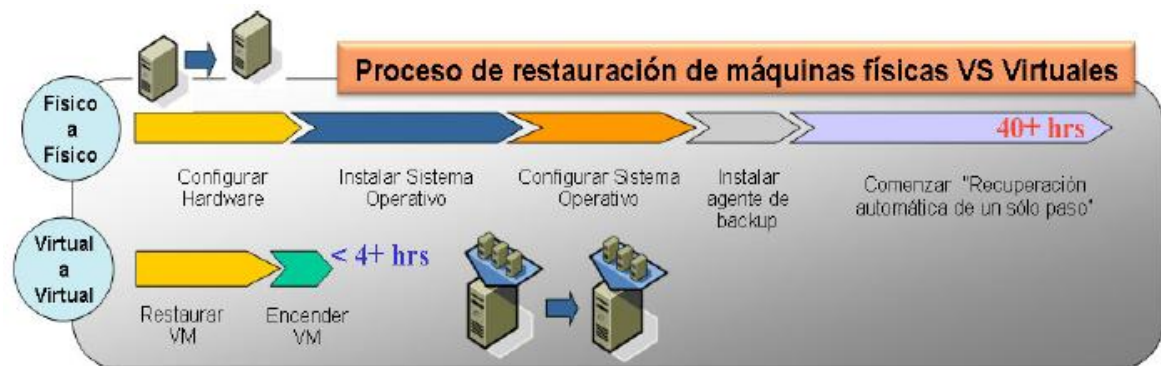 Proceso de restauración de máquinas físicas VS Virtuales
Físico
a
Físico
40+ hrs
Configurar
Hardware
Instalar Sistema
Operativo
Configurar Sistema
Operativo
Instalar
agente de
backup
Comenzar "Recuperación
automática de un sólo paso"
Virtual
a
Virtual
< 4+ hrs
Restaurar
VM
Encender
VM